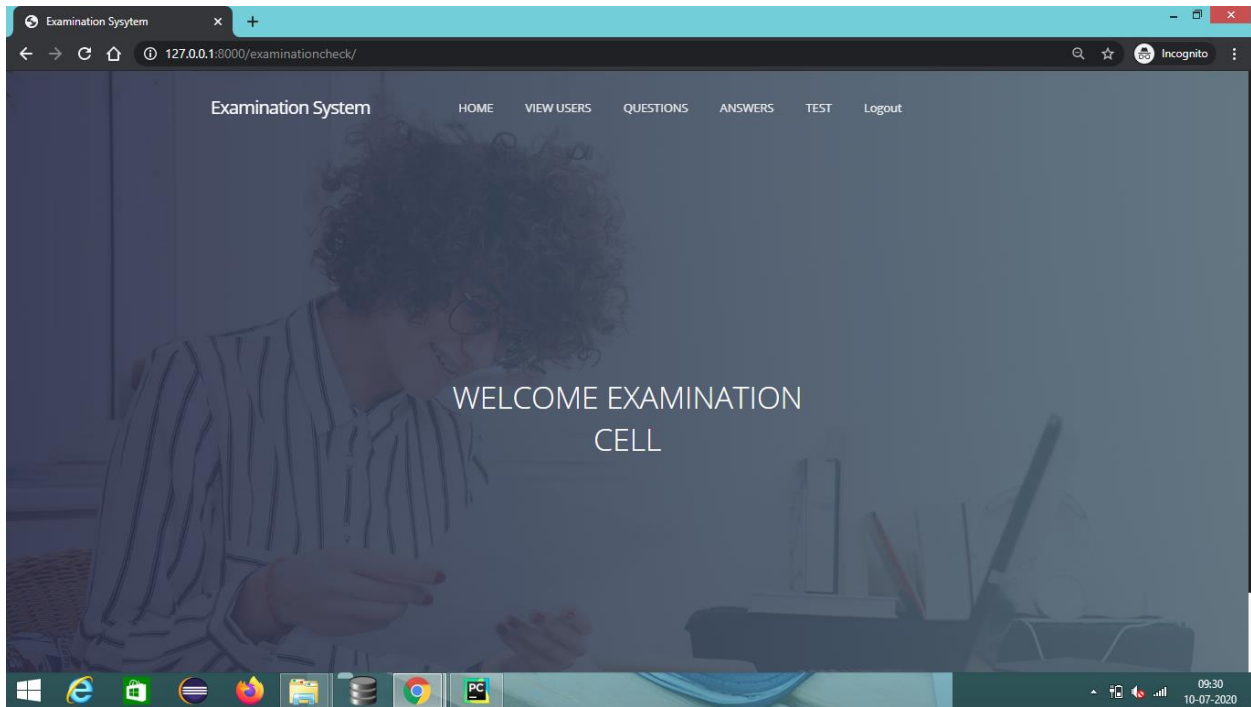 Examination Sysytem
127.0.0.1:8000/examinationcheck/
Incognito
Examination System HOME VIEW USERS QUESTIONS ANSWERS TEST Logout
WELCOME EXAMINATION
CELL
PC
09:30
10-07-2020